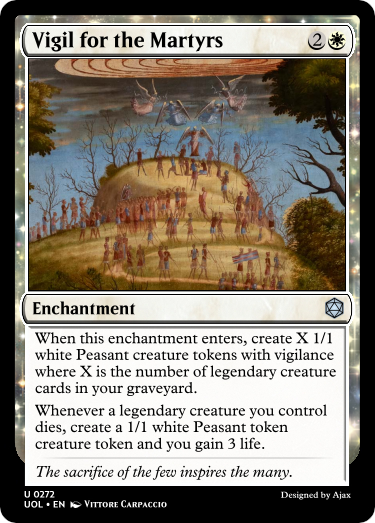 Vigil for the Martyrs 2
Enchantment
When this enchantment enters, create X 1/1
white Peasant creature tokens with vigilance
where X is the number of legendary creature
cards in your graveyard.
Whenever a legendary creature you control
dies, create a 1/1 white Peasant token
creature token and you gain 3 life.
The sacrifice of the few inspires the many.
U 0272
UOL • EN Vittore Carpaccio
Designed by Ajax